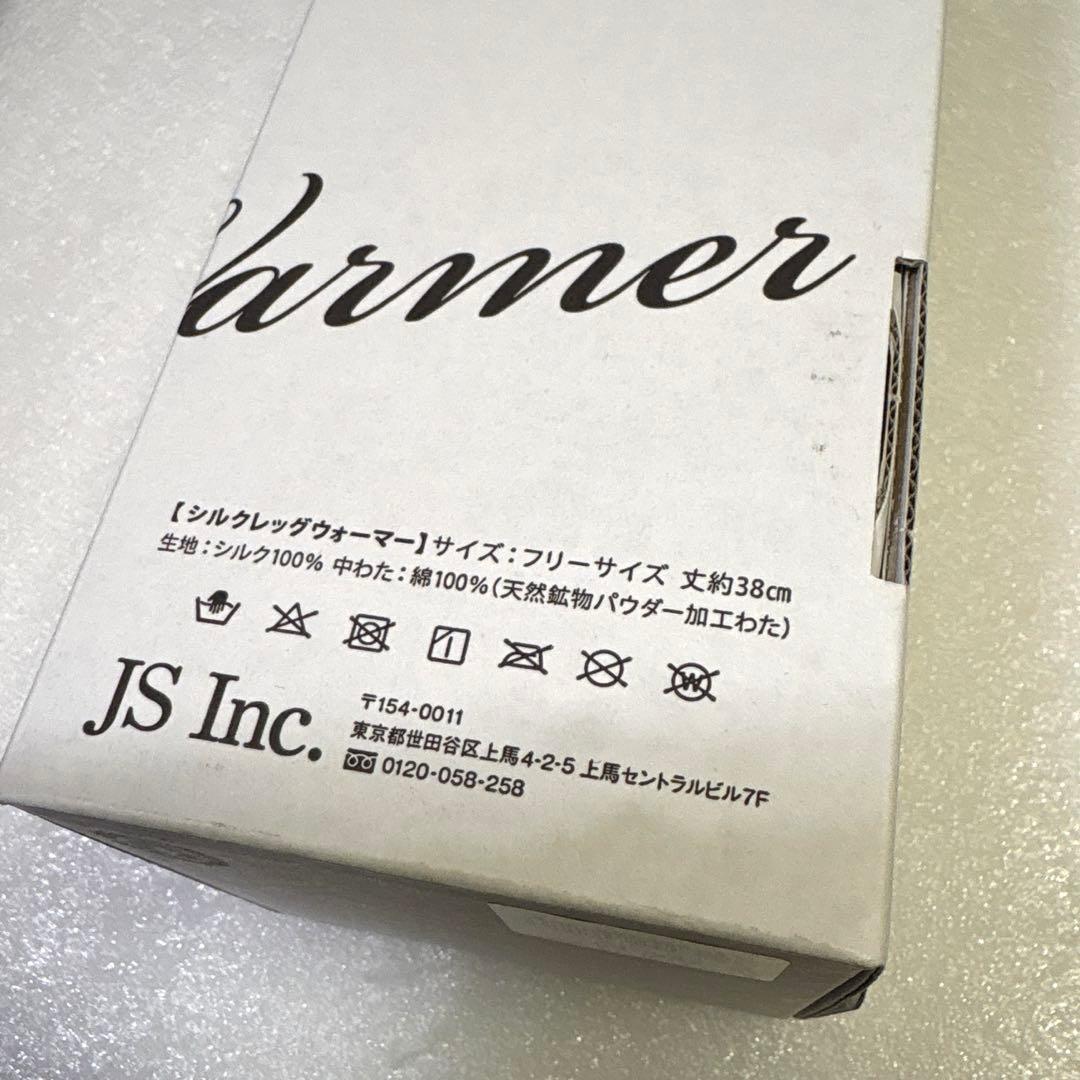 Warmer
【シルクレッグウォーマー】サイズ：フリーサイズ 丈約38㎝
生地：シルク100% 中わた：綿100%（天然鉱物パウダー加工わた）
W
JS Inc.
〒154-0011
東京都世田谷区上馬4-2-5 上馬セントラルビル7F
0120-058-258